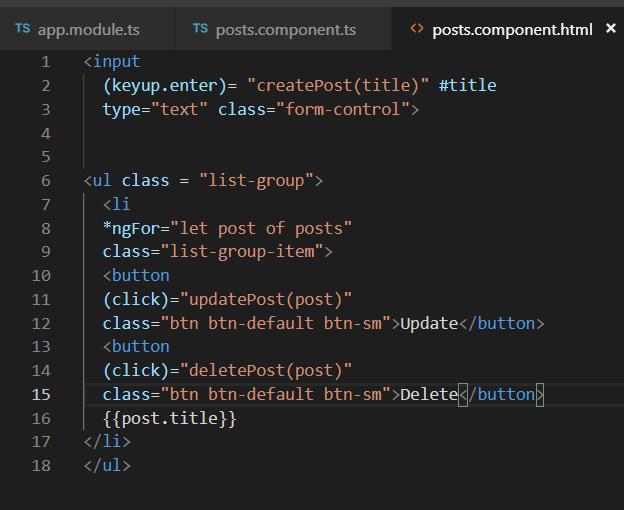 TS app.module.ts TS posts.component.ts <> posts.component.html ×
1 <input
2 (keyup.enter)= "createPost(title)" #title
3 type="text" class="form-control">
4
5
6 <ul class = "list-group">
7 <li
8 *ngFor="let post of posts"
9 class="list-group-item">
10 <button
11 (click)="updatePost(post)"
12 class="btn btn-default btn-sm">Update</button>
13 <button
14 (click)="deletePost(post)"
15 class="btn btn-default btn-sm">Delete</button>
16 {{post.title}}
17 </li>
18 </ul>